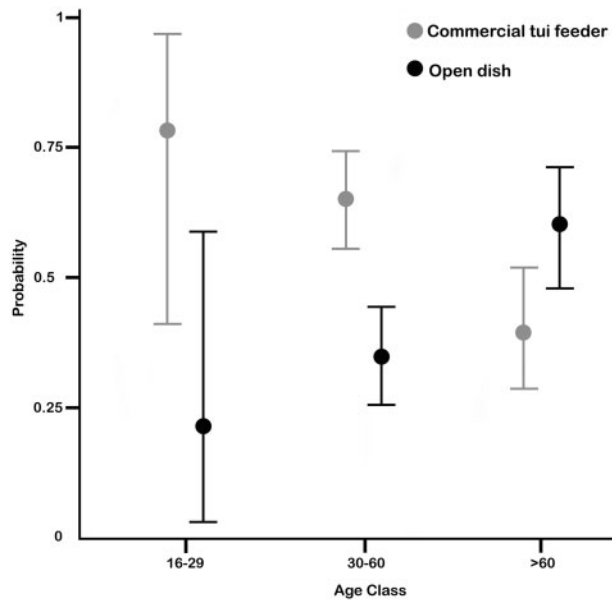 1
Commercial tui feeder
Open dish
0.75
Probability
0.5
0.25
0
16-29
30-60
>60
Age Class